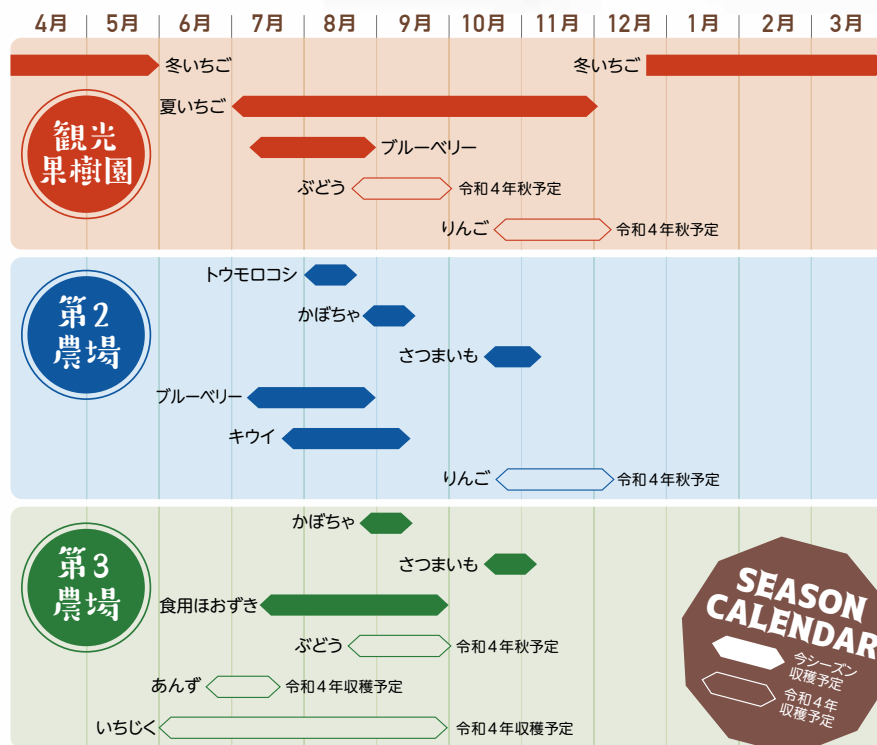 4月 5月 6月 7月 8月 9月 10月 11月 12月 1月 2月 3月
観光
果樹園
冬いちご
冬いちご
夏いちご
ブルーベリー
ぶどう 令和4年秋予定
りんご 令和4年秋予定
第2
農場
トウモロコシ
かぼちゃ
さつまいも
ブルーベリー
キウイ
りんご 令和4年秋予定
第3
農場
かぼちゃ
さつまいも
食用ほおずき
ぶどう 令和4年秋予定
あんず 令和4年収穫予定
いちじく 令和4年収穫予定
SEASON
CALENDAR
今シーズン
収穫予定
令和4年
収穫予定